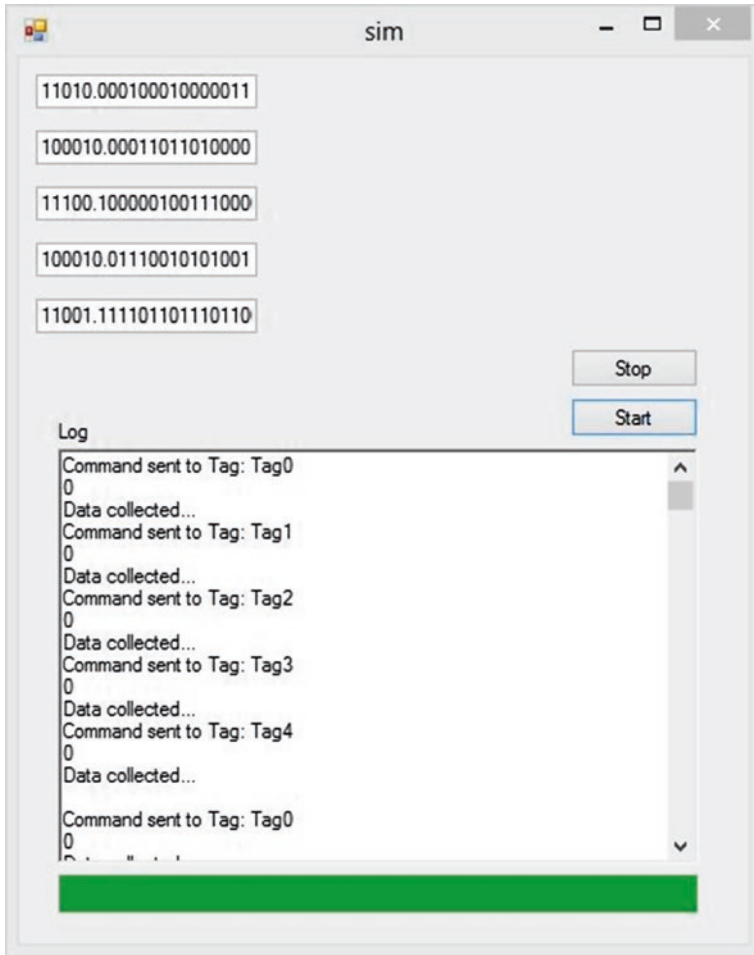 sim
11010.000100010000011
100010.00011011010000
11100.100000100111000
100010.01110010101001
11001.111101101110110
Stop
Start
Log
Command sent to Tag: Tag0
0
Data collected...
Command sent to Tag: Tag1
0
Data collected...
Command sent to Tag: Tag2
0
Data collected...
Command sent to Tag: Tag3
0
Data collected...
Command sent to Tag: Tag4
0
Data collected...
Command sent to Tag: Tag0
0